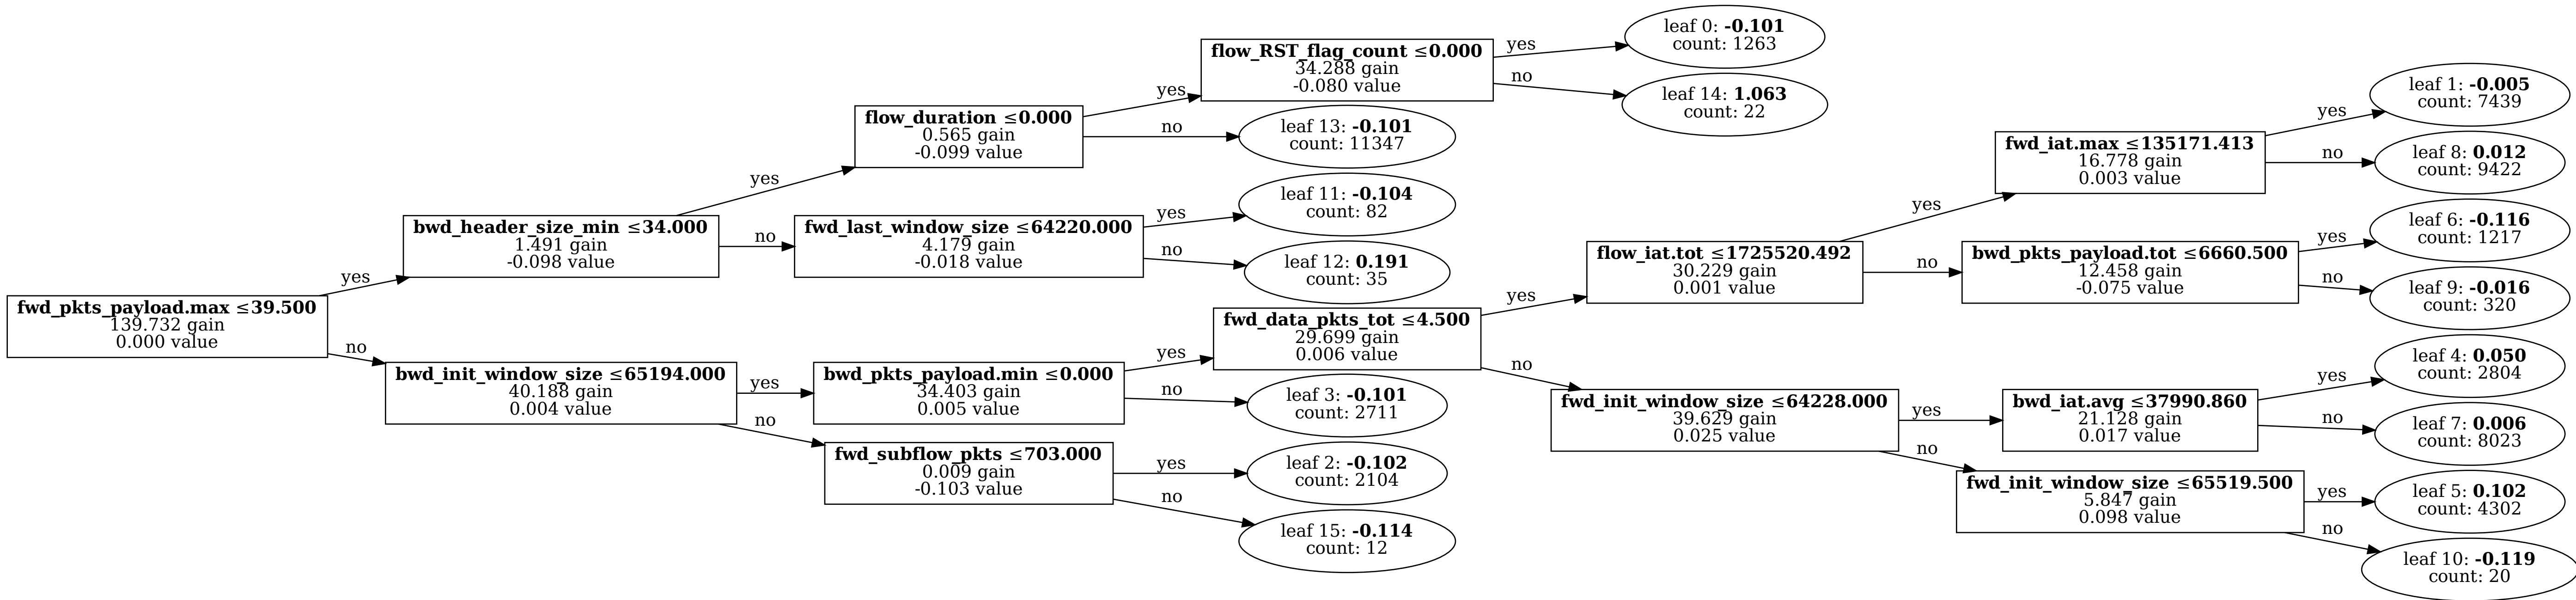 fwd_pkts_payload.max ≤39.500
139.732 gain
0.000 value
yes
no
bwd_header_size_min ≤34.000
1.491 gain
-0.098 value
yes
no
bwd_init_window_size ≤65194.000
40.188 gain
0.004 value
yes
no
flow_duration ≤0.000
0.565 gain
-0.099 value
yes
no
fwd_last_window_size ≤64220.000
4.179 gain
-0.018 value
yes
no
bwd_pkts_payload.min ≤0.000
34.403 gain
0.005 value
yes
no
fwd_subflow_pkts ≤703.000
0.009 gain
-0.103 value
yes
no
flow_RST_flag_count ≤0.000
34.288 gain
-0.080 value
yes
no
leaf 13: -0.101
count: 11347
leaf 11: -0.104
count: 82
leaf 12: 0.191
count: 35
fwd_data_pkts_tot ≤4.500
29.699 gain
0.006 value
yes
no
leaf 3: -0.101
count: 2711
leaf 2: -0.102
count: 2104
leaf 15: -0.114
count: 12
leaf 0: -0.101
count: 1263
leaf 14: 1.063
count: 22
flow_iat.tot ≤1725520.492
30.229 gain
0.001 value
yes
no
fwd_init_window_size ≤64228.000
39.629 gain
0.025 value
yes
no
fwd_iat.max ≤135171.413
16.778 gain
0.003 value
yes
no
bwd_pkts_payload.tot ≤6660.500
12.458 gain
-0.075 value
yes
no
bwd_iat.avg ≤37990.860
21.128 gain
0.017 value
yes
no
fwd_init_window_size ≤65519.500
5.847 gain
0.098 value
yes
no
leaf 1: -0.005
count: 7439
leaf 8: 0.012
count: 9422
leaf 6: -0.116
count: 1217
leaf 9: -0.016
count: 320
leaf 4: 0.050
count: 2804
leaf 7: 0.006
count: 8023
leaf 5: 0.102
count: 4302
leaf 10: -0.119
count: 20